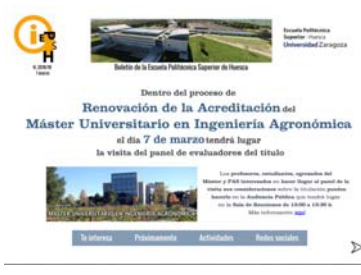 EPSH
Escuela Politécnica
Superior - Huesca
Universidad Zaragoza
Boletín de la Escuela Politécnica Superior de Huesca
Dentro del proceso de
Renovación de la Acreditación del
Máster Universitario en Ingeniería Agronómica
el día 7 de marzo tendrá lugar
la visita del panel de evaluadores del título
Los profesores, estudiantes, egresados del
Máster y PAS interesados en hacer llegar al panel de la
visita sus consideraciones sobre la titulación pueden
hacerlo en la Audiencia Pública que tendrá lugar
en la Sala de Reuniones de
Más información aquí
MÁSTER UNIVERSITARIO EN INGENIERÍA AGRONÓMICA
Te interesa
Próximamente
Actividades
Redes sociales